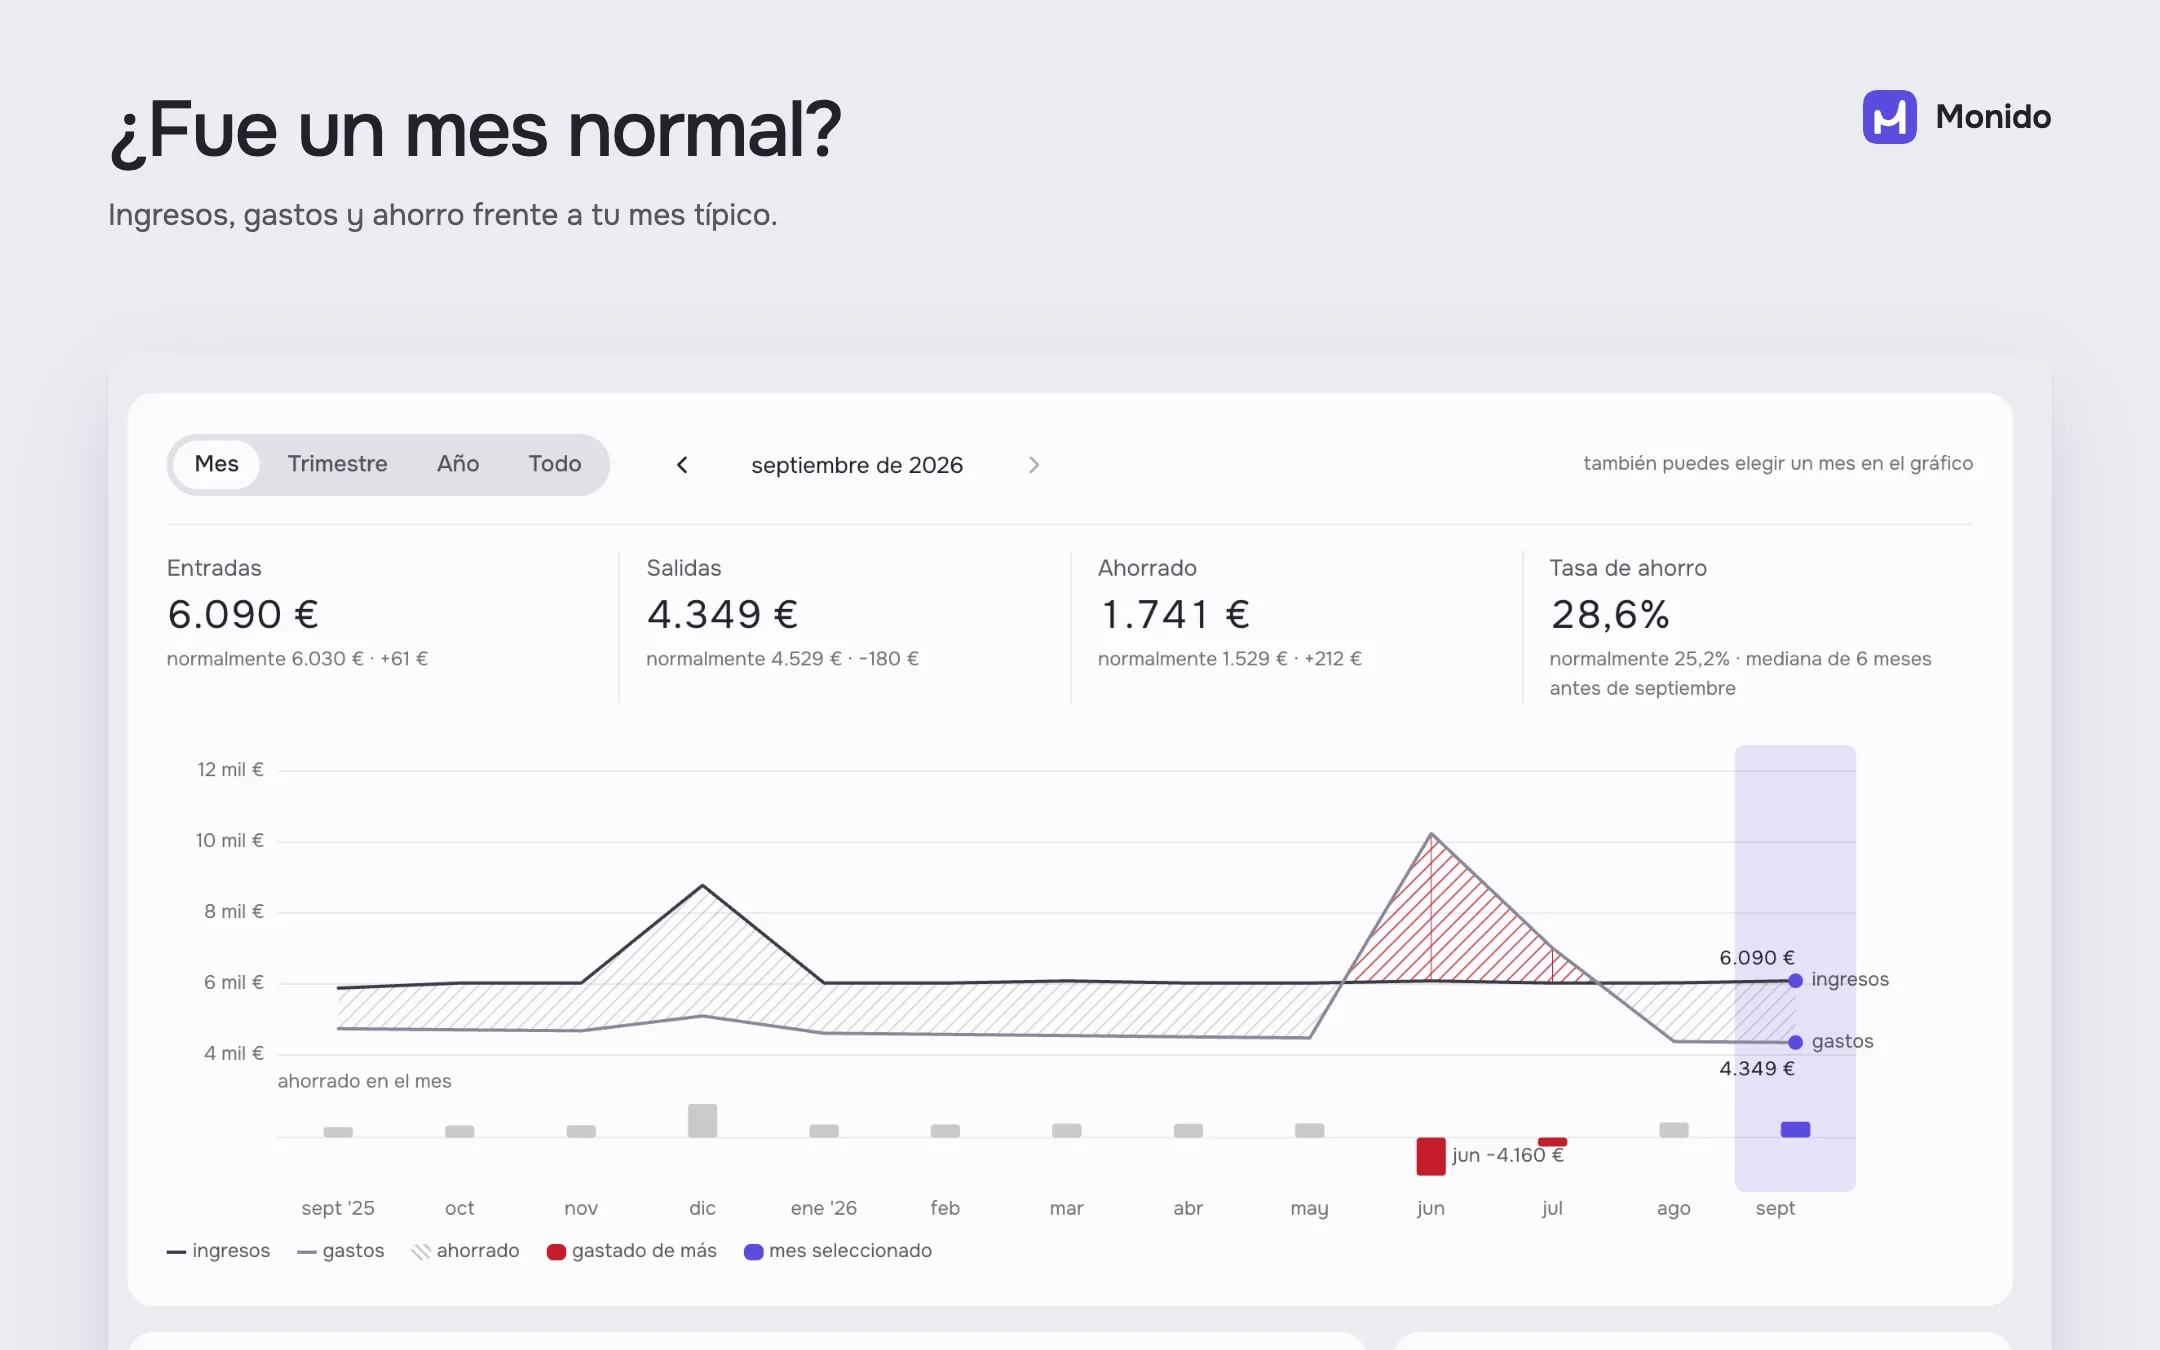 ¿Fue un mes normal?
Monido
Ingresos, gastos y ahorro frente a tu mes típico.
Mes
Trimestre
Año
Todo
septiembre de 2026
también puedes elegir un mes en el gráfico
Entradas
6.090 €
normalmente 6.030 € · +61 €
Salidas
4.349 €
normalmente 4.529 € · -180 €
Ahorrado
1.741 €
normalmente 1.529 € · +212 €
Tasa de ahorro
28,6%
normalmente 25,2% · mediana de 6 meses
antes de septiembre
12 mil €
10 mil €
8 mil €
6 mil €
4 mil €
6.090 €
ingresos
gastos
4.349 €
ahorrado en el mes
jun -4.160 €
sept '25
oct
nov
dic
ene '26
feb
mar
abr
may
jun
jul
ago
sept
ingresos
gastos
ahorrado
gastado de más
mes seleccionado